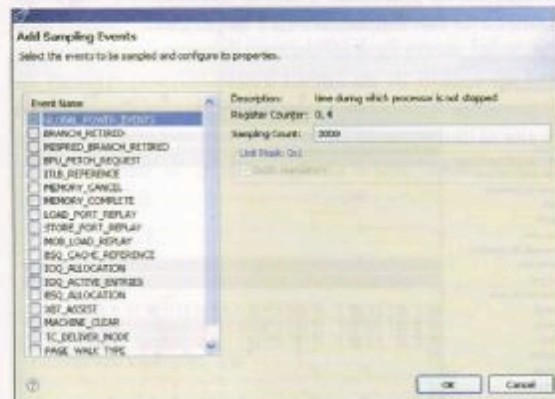 Add Sampling Events
Select the events to be sampled and configure its properties.
Event Name
GLOBAL_POWER_EVENTS
BRANCH_RETIRED
MISPRED_BRANCH_RETIRED
BPU_FETCH_REQUEST
ITLB_REFERENCE
MEMORY_CANCEL
MEMORY_COMPLETE
LOAD_PORT_REPLAY
STORE_PORT_REPLAY
MOB_LOAD_REPLAY
BSQ_CACHE_REFERENCE
IOQ_ALLOCATION
IOQ_ACTIVE_ENTRIES
BSQ_ALLOCATION
X87_ASSIST
MACHINE_CLEAR
TC_DELIVER_MODE
PAGE_WALK_TYPE
Description: time during which processor is not stopped
Register Counter: 0, 4
Sampling Count: 3000
Unit Mask: 0x1
OK
Cancel